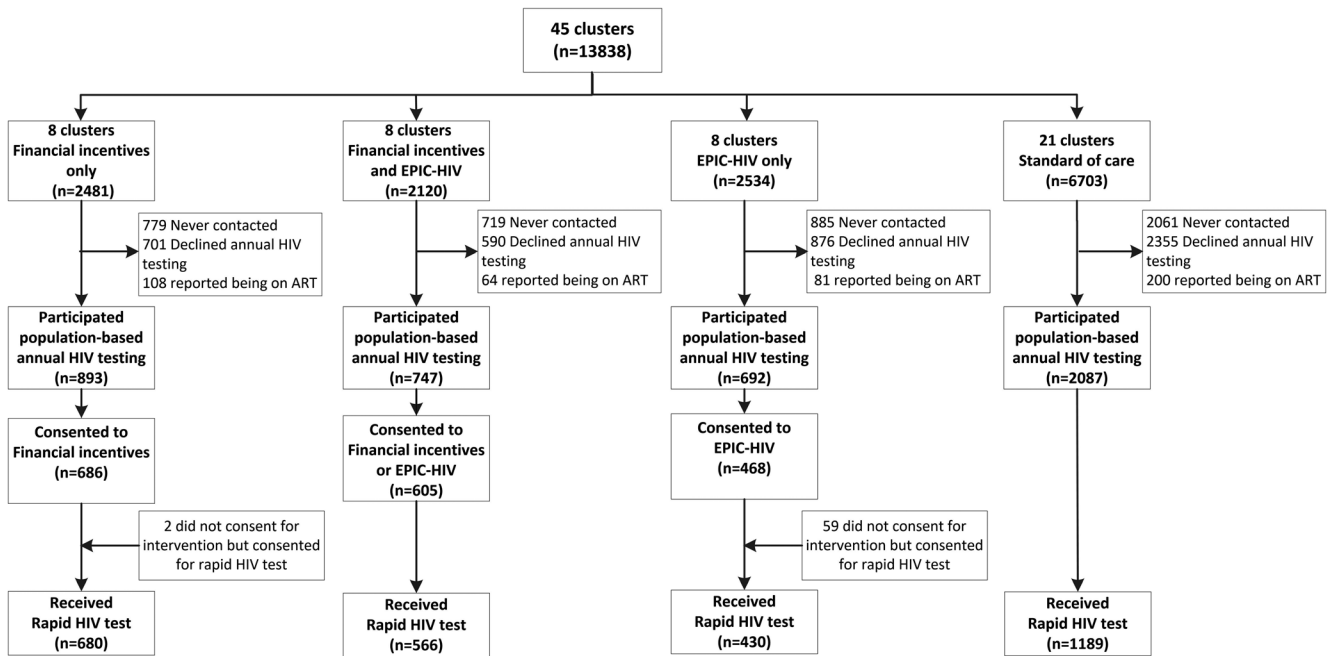 45 clusters
(n=13838)
8 clusters
Financial incentives
only
(n=2481)
8 clusters
Financial incentives
and EPIC-HIV
(n=2120)
8 clusters
EPIC-HIV only
(n=2534)
21 clusters
Standard of care
(n=6703)
779 Never contacted
701 Declined annual HIV
testing
108 reported being on ART
719 Never contacted
590 Declined annual HIV
testing
64 reported being on ART
885 Never contacted
876 Declined annual HIV
testing
81 reported being on ART
2061 Never contacted
2355 Declined annual HIV
testing
200 reported being on ART
Participated
population-based
annual HIV testing
(n=893)
Participated
population-based
annual HIV testing
(n=747)
Participated
population-based
annual HIV testing
(n=692)
Participated
population-based
annual HIV testing
(n=2087)
Consented to
Financial incentives
(n=686)
Consented to
Financial incentives
or EPIC-HIV
(n=605)
Consented to
EPIC-HIV
(n=468)
2 did not consent for
intervention but consented
for rapid HIV test
59 did not consent for
intervention but consented
for rapid HIV test
Received
Rapid HIV test
(n=680)
Received
Rapid HIV test
(n=566)
Received
Rapid HIV test
(n=430)
Received
Rapid HIV test
(n=1189)